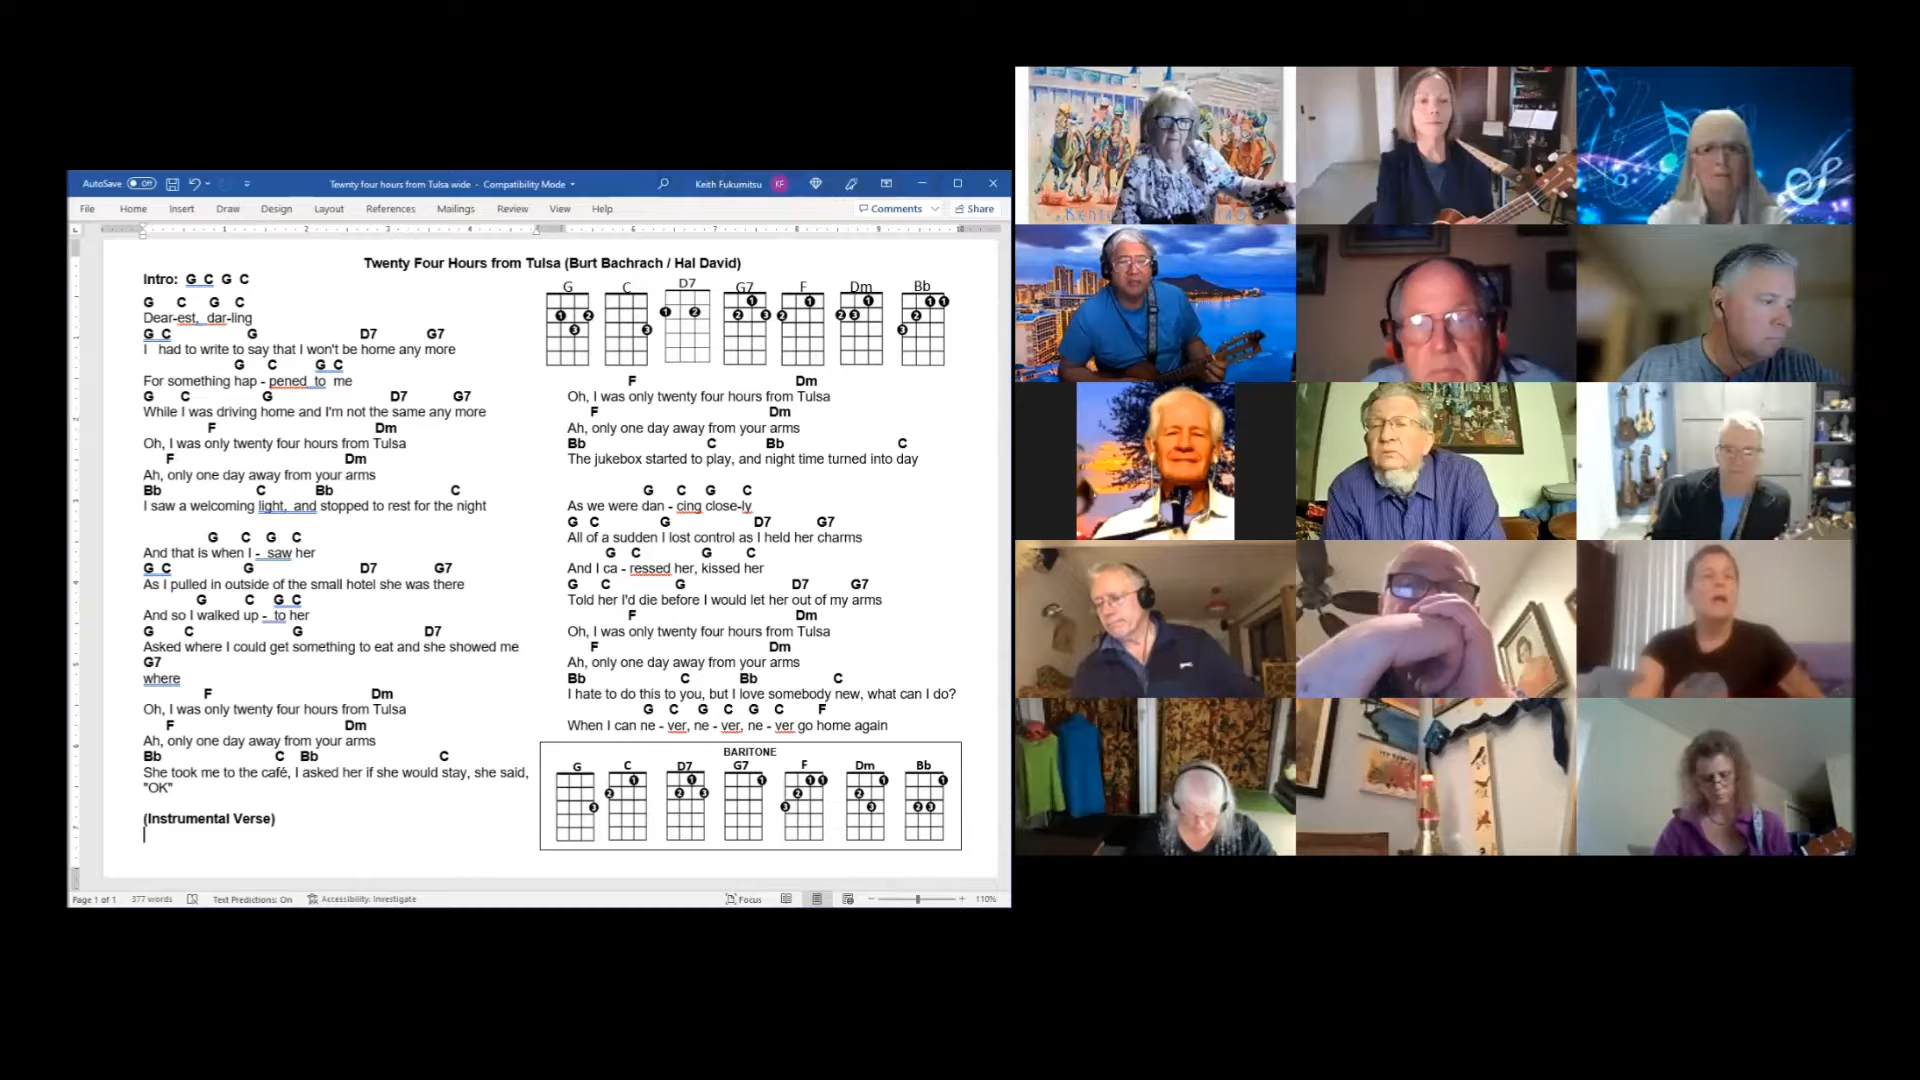 AutoSave Off
Tewnty four hours from Tulsa wide - Compatibility Mode
Keith Fukumitsu KF
File Home Insert Draw Design Layout References Mailings Review View Help
Comments Share
1 2 3 4 6 7 8 9 10
Twenty Four Hours from Tulsa (Burt Bachrach / Hal David)
Intro: G C G C
G C G C
Dear-est, dar-ling
G C G D7 G7
I had to write to say that I won't be home any more
G C G C
For something hap - pened to me
G C G D7 G7
While I was driving home and I'm not the same any more
F Dm
Oh, I was only twenty four hours from Tulsa
F Dm
Ah, only one day away from your arms
Bb C Bb C
I saw a welcoming light, and stopped to rest for the night
G C G C
And that is when I - saw her
G C G D7 G7
As I pulled in outside of the small hotel she was there
G C G C
And so I walked up - to her
G C G D7
Asked where I could get something to eat and she showed me
G7
where
F Dm
Oh, I was only twenty four hours from Tulsa
F Dm
Ah, only one day away from your arms
Bb C Bb C
She took me to the café, I asked her if she would stay, she said,
"OK"
(Instrumental Verse)
G C D7 G7 F Dm Bb
F Dm
Oh, I was only twenty four hours from Tulsa
F Dm
Ah, only one day away from your arms
Bb C Bb C
The jukebox started to play, and night time turned into day
G C G C
As we were dan - cing close-ly
G C G D7 G7
All of a sudden I lost control as I held her charms
G C G C
And I ca - ressed her, kissed her
G C G D7 G7
Told her I'd die before I would let her out of my arms
F Dm
Oh, I was only twenty four hours from Tulsa
F Dm
Ah, only one day away from your arms
Bb C Bb C
I hate to do this to you, but I love somebody new, what can I do?
G C G C G C F
When I can ne - ver, ne - ver, ne - ver go home again
BARITONE
G C D7 G7 F Dm Bb
Page 1 of 1 377 words Text Predictions: On Accessibility: Investigate
Focus 110%